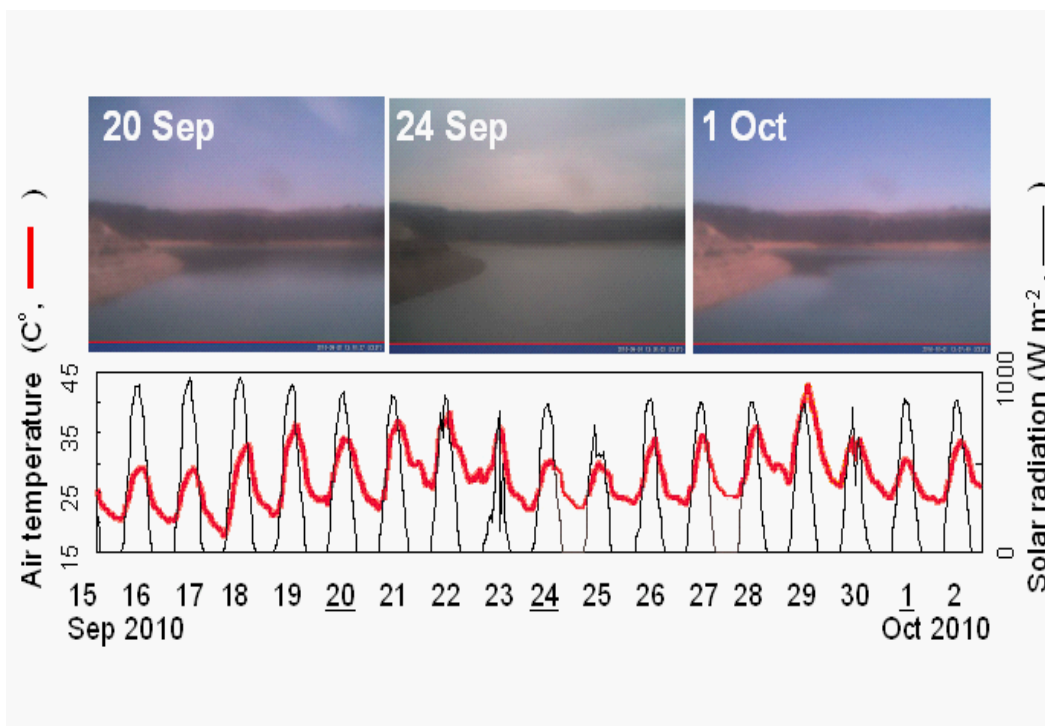 20 Sep
24 Sep
1 Oct
Air temperature (C°, )
45
35
25
15
Solar radiation (W m-2, )
1000
0
15 16 17 18 19 20 21 22 23 24 25 26 27 28 29 30 1 2
Sep 2010
Oct 2010